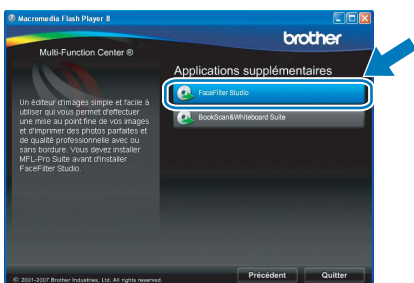 Macromedia Flash Player 8
brother
Multi-Function Center ®
Applications supplémentaires
FaceFilter Studio
BookScan&Whiteboard Suite
Un éditeur d'images simple et facile à
utiliser qui vous permet d'effectuer
une mise au point fine de vos images
et d'imprimer des photos parfaites et
de qualité professionnelle avec ou
sans bordure. Vous devez installer
MFL-Pro Suite avant d'installer
FaceFilter Studio.
© 2001-2007 Brother Industries, Ltd. All rights reserved.
Précédent
Quitter